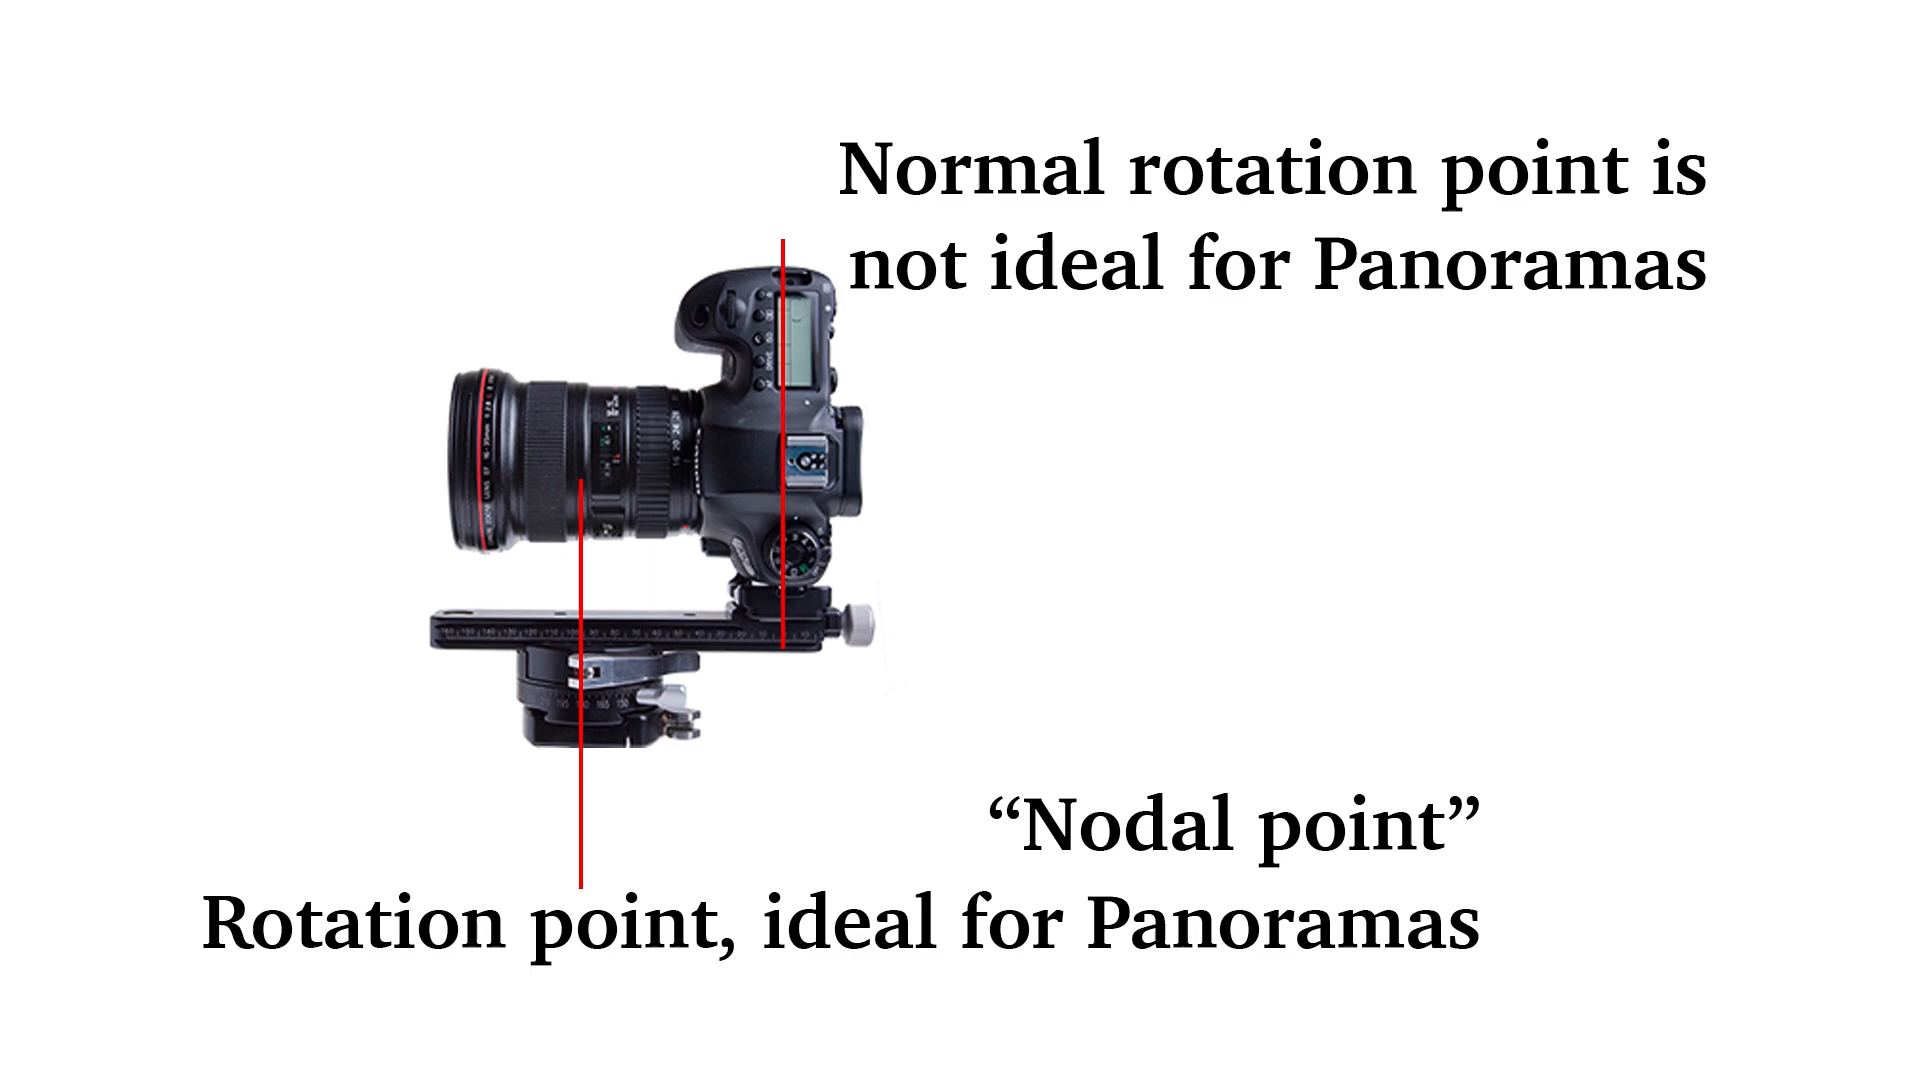 Normal rotation point is
not ideal for Panoramas
“Nodal point”
Rotation point, ideal for Panoramas